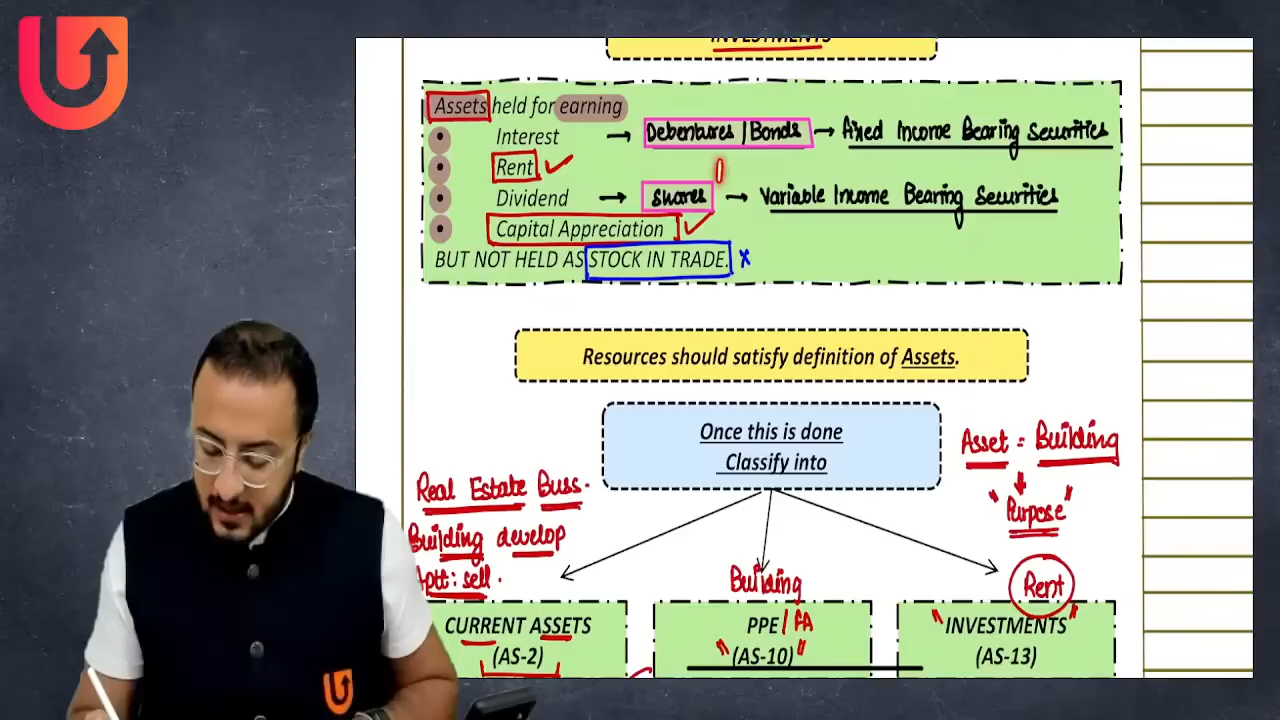 INVESTMENTS
Assets held for earning
• Interest → Debentures / Bonds → Fixed Income Bearing Securities
• Rent ✓
• Dividend → Shares → Variable Income Bearing Securities
• Capital Appreciation ✓
BUT NOT HELD AS STOCK IN TRADE. x
Resources should satisfy definition of Assets.
Once this is done
Classify into
Asset = Building
"Purpose"
Real Estate Buss.
Building develop
Aptt: sell.
Building
Rent
CURRENT ASSETS
(AS-2)
PPE / FA
"(AS-10)"
"INVESTMENTS"
(AS-13)